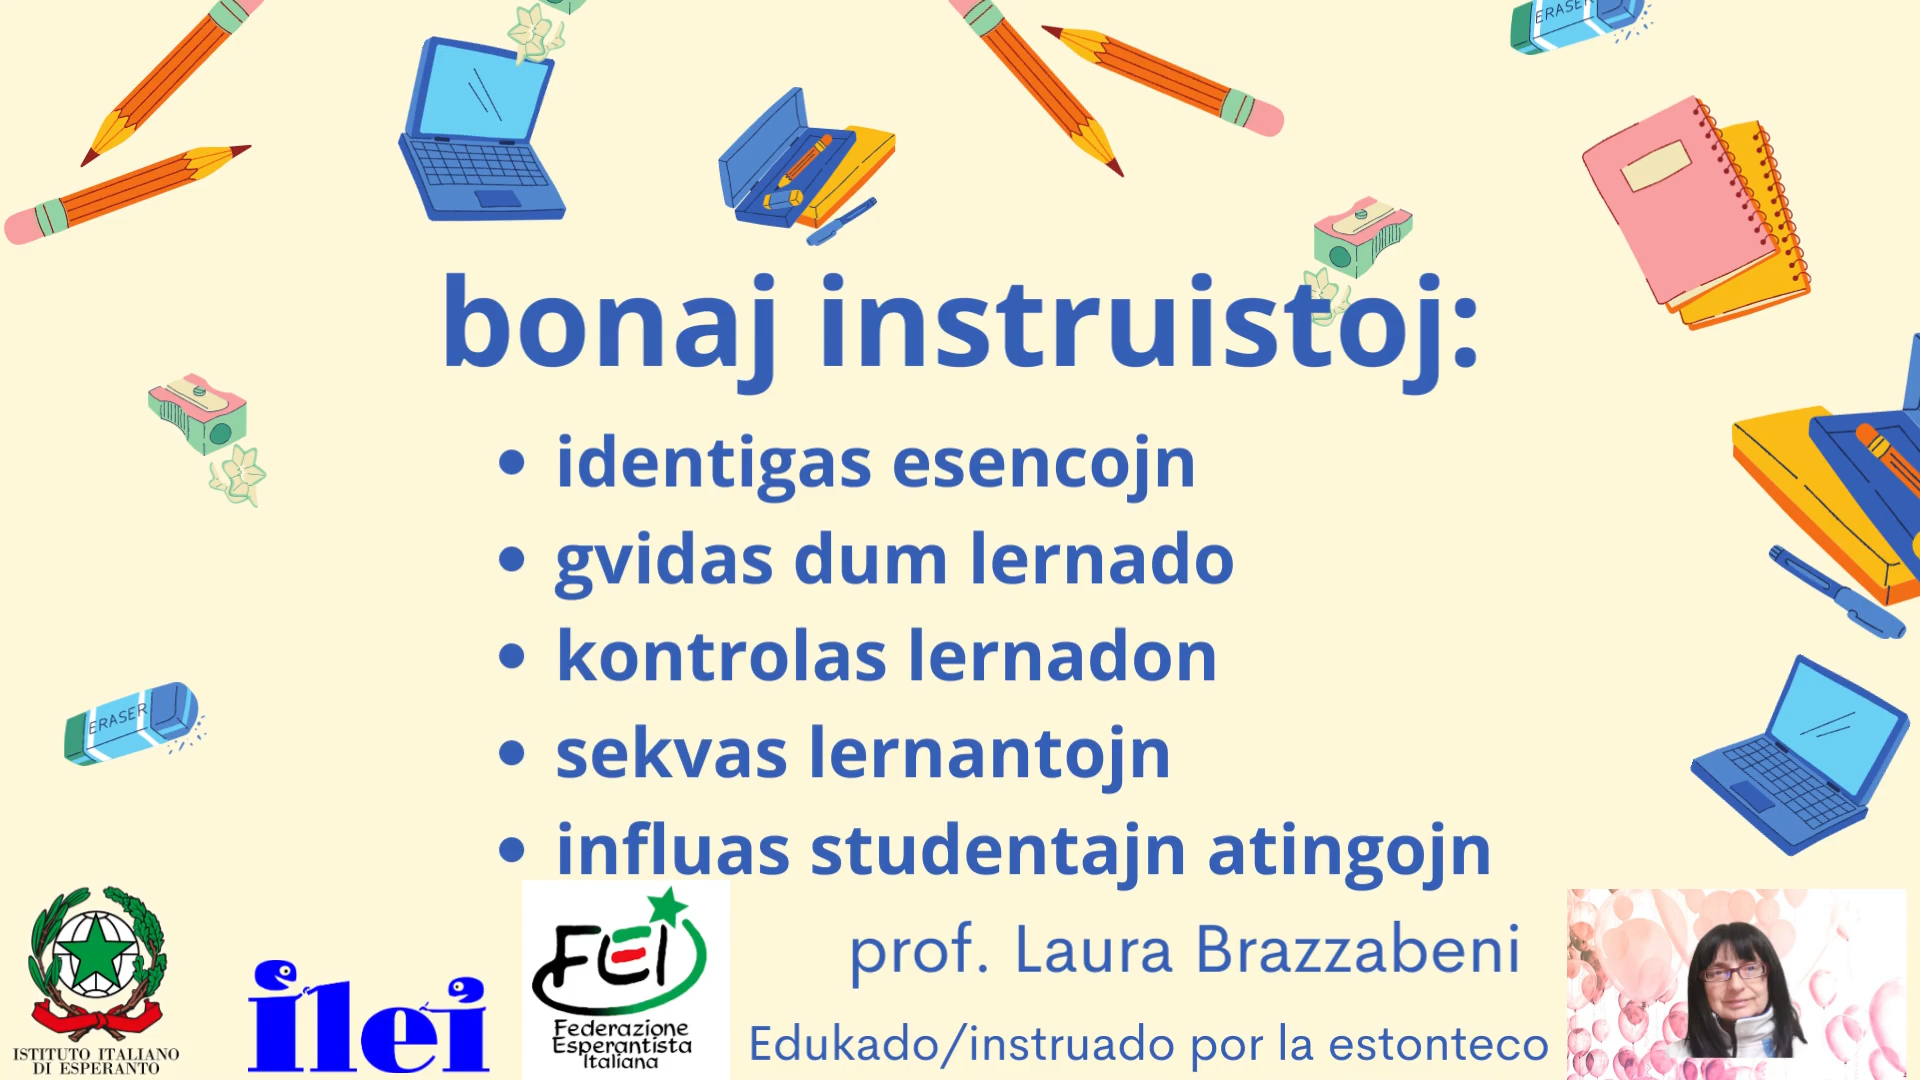 ERASER
bonaj instruistoj:
• identigas esencojn
• gvidas dum lernado
• kontrolas lernadon
• sekvas lernantojn
• influas studentajn atingojn
ERASER
ISTITUTO ITALIANO
DI ESPERANTO
ilei
FEI
Federazione
Esperantista
Italiana
prof. Laura Brazzabeni
Edukado/instruado por la estonteco